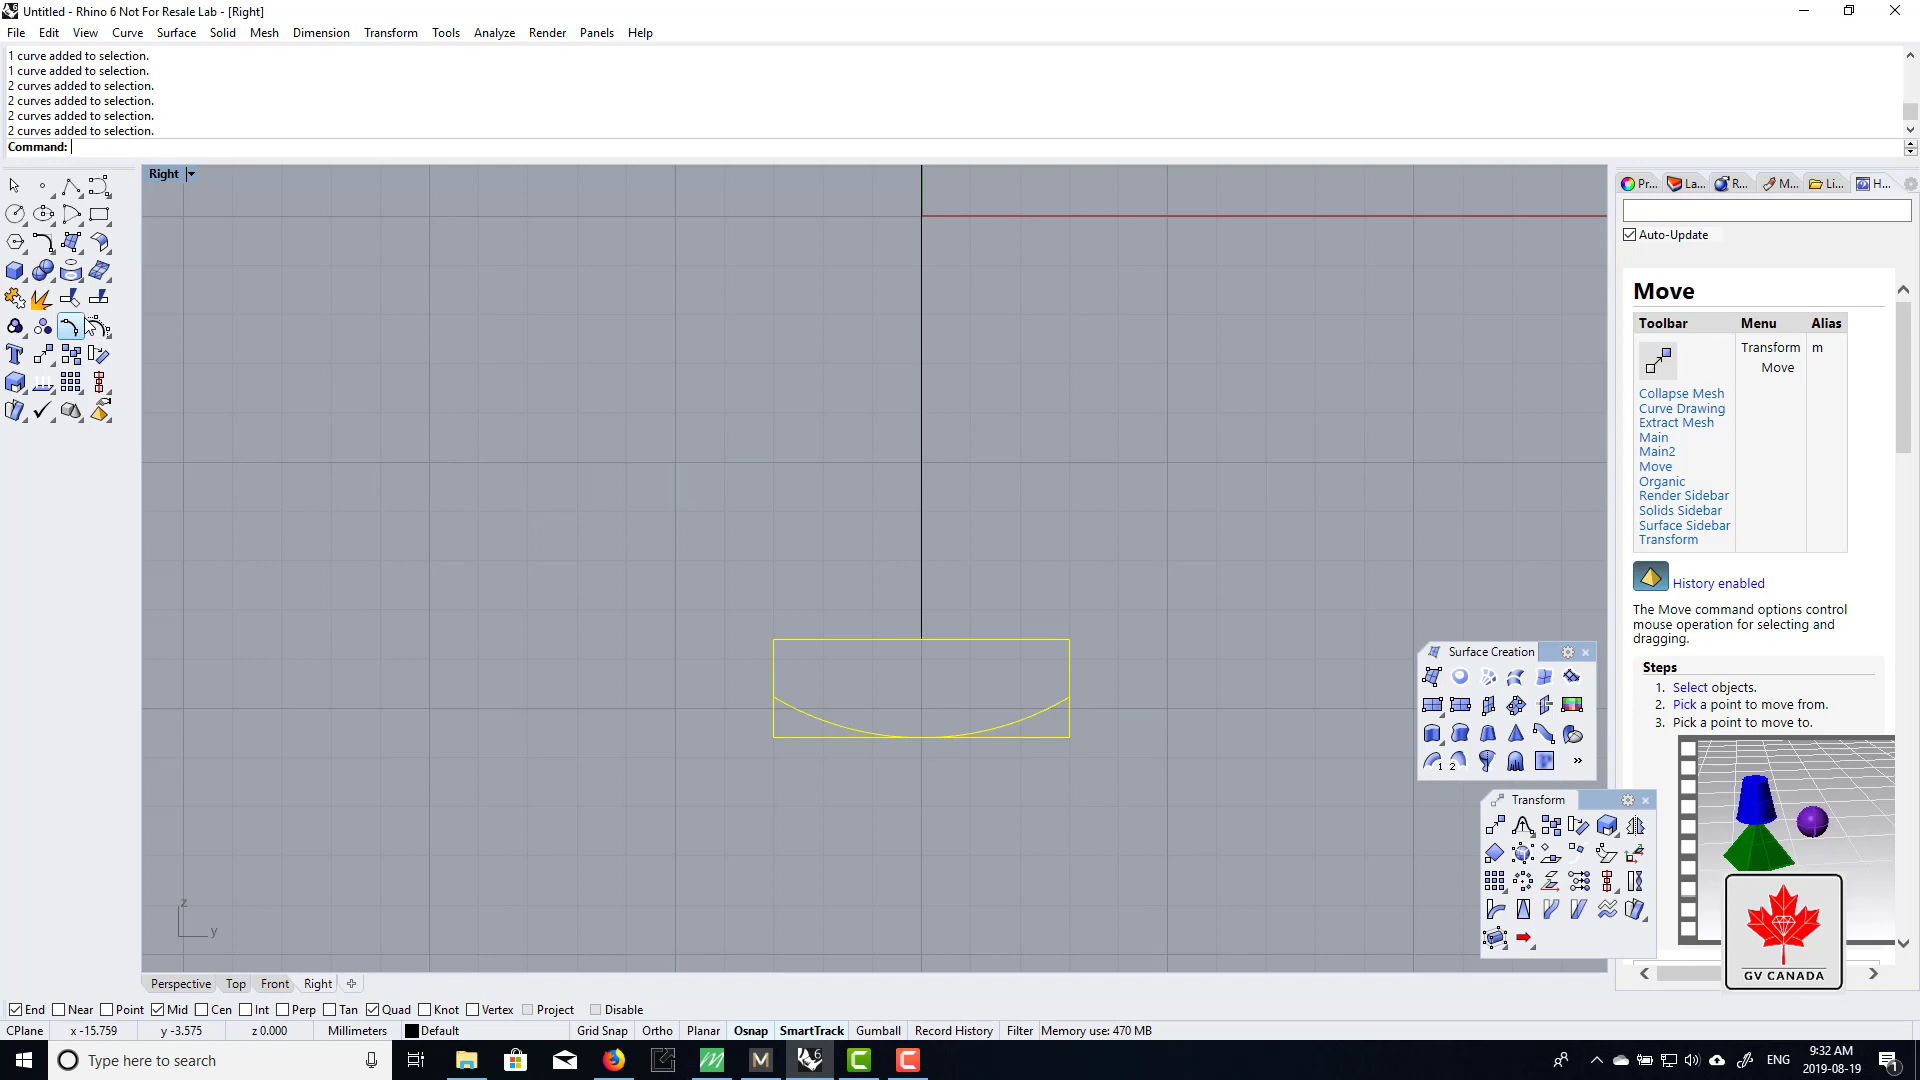 Untitled - Rhino 6 Not For Resale Lab - [Right]
File Edit View Curve Surface Solid Mesh Dimension Transform Tools Analyze Render Panels Help
1 curve added to selection.
1 curve added to selection.
2 curves added to selection.
2 curves added to selection.
2 curves added to selection.
2 curves added to selection.
Command:
Right
Pr... La... R... M... Li... H...
Auto-Update
Move
Toolbar Menu Alias
Transform m
Move
Collapse Mesh
Curve Drawing
Extract Mesh
Main
Main2
Move
Organic
Render Sidebar
Solids Sidebar
Surface Sidebar
Transform
History enabled
The Move command options control
mouse operation for selecting and
dragging.
Steps
1. Select objects.
2. Pick a point to move from.
3. Pick a point to move to.
Surface Creation
1 2 »
Transform
GV CANADA
z
y
Perspective Top Front Right
End Near Point Mid Cen Int Perp Tan Quad Knot Vertex Project Disable
CPlane x -15.759 y -3.575 z 0.000 Millimeters Default Grid Snap Ortho Planar Osnap SmartTrack Gumball Record History Filter Memory use: 470 MB
Type here to search
ENG
9:32 AM
2019-08-19
1